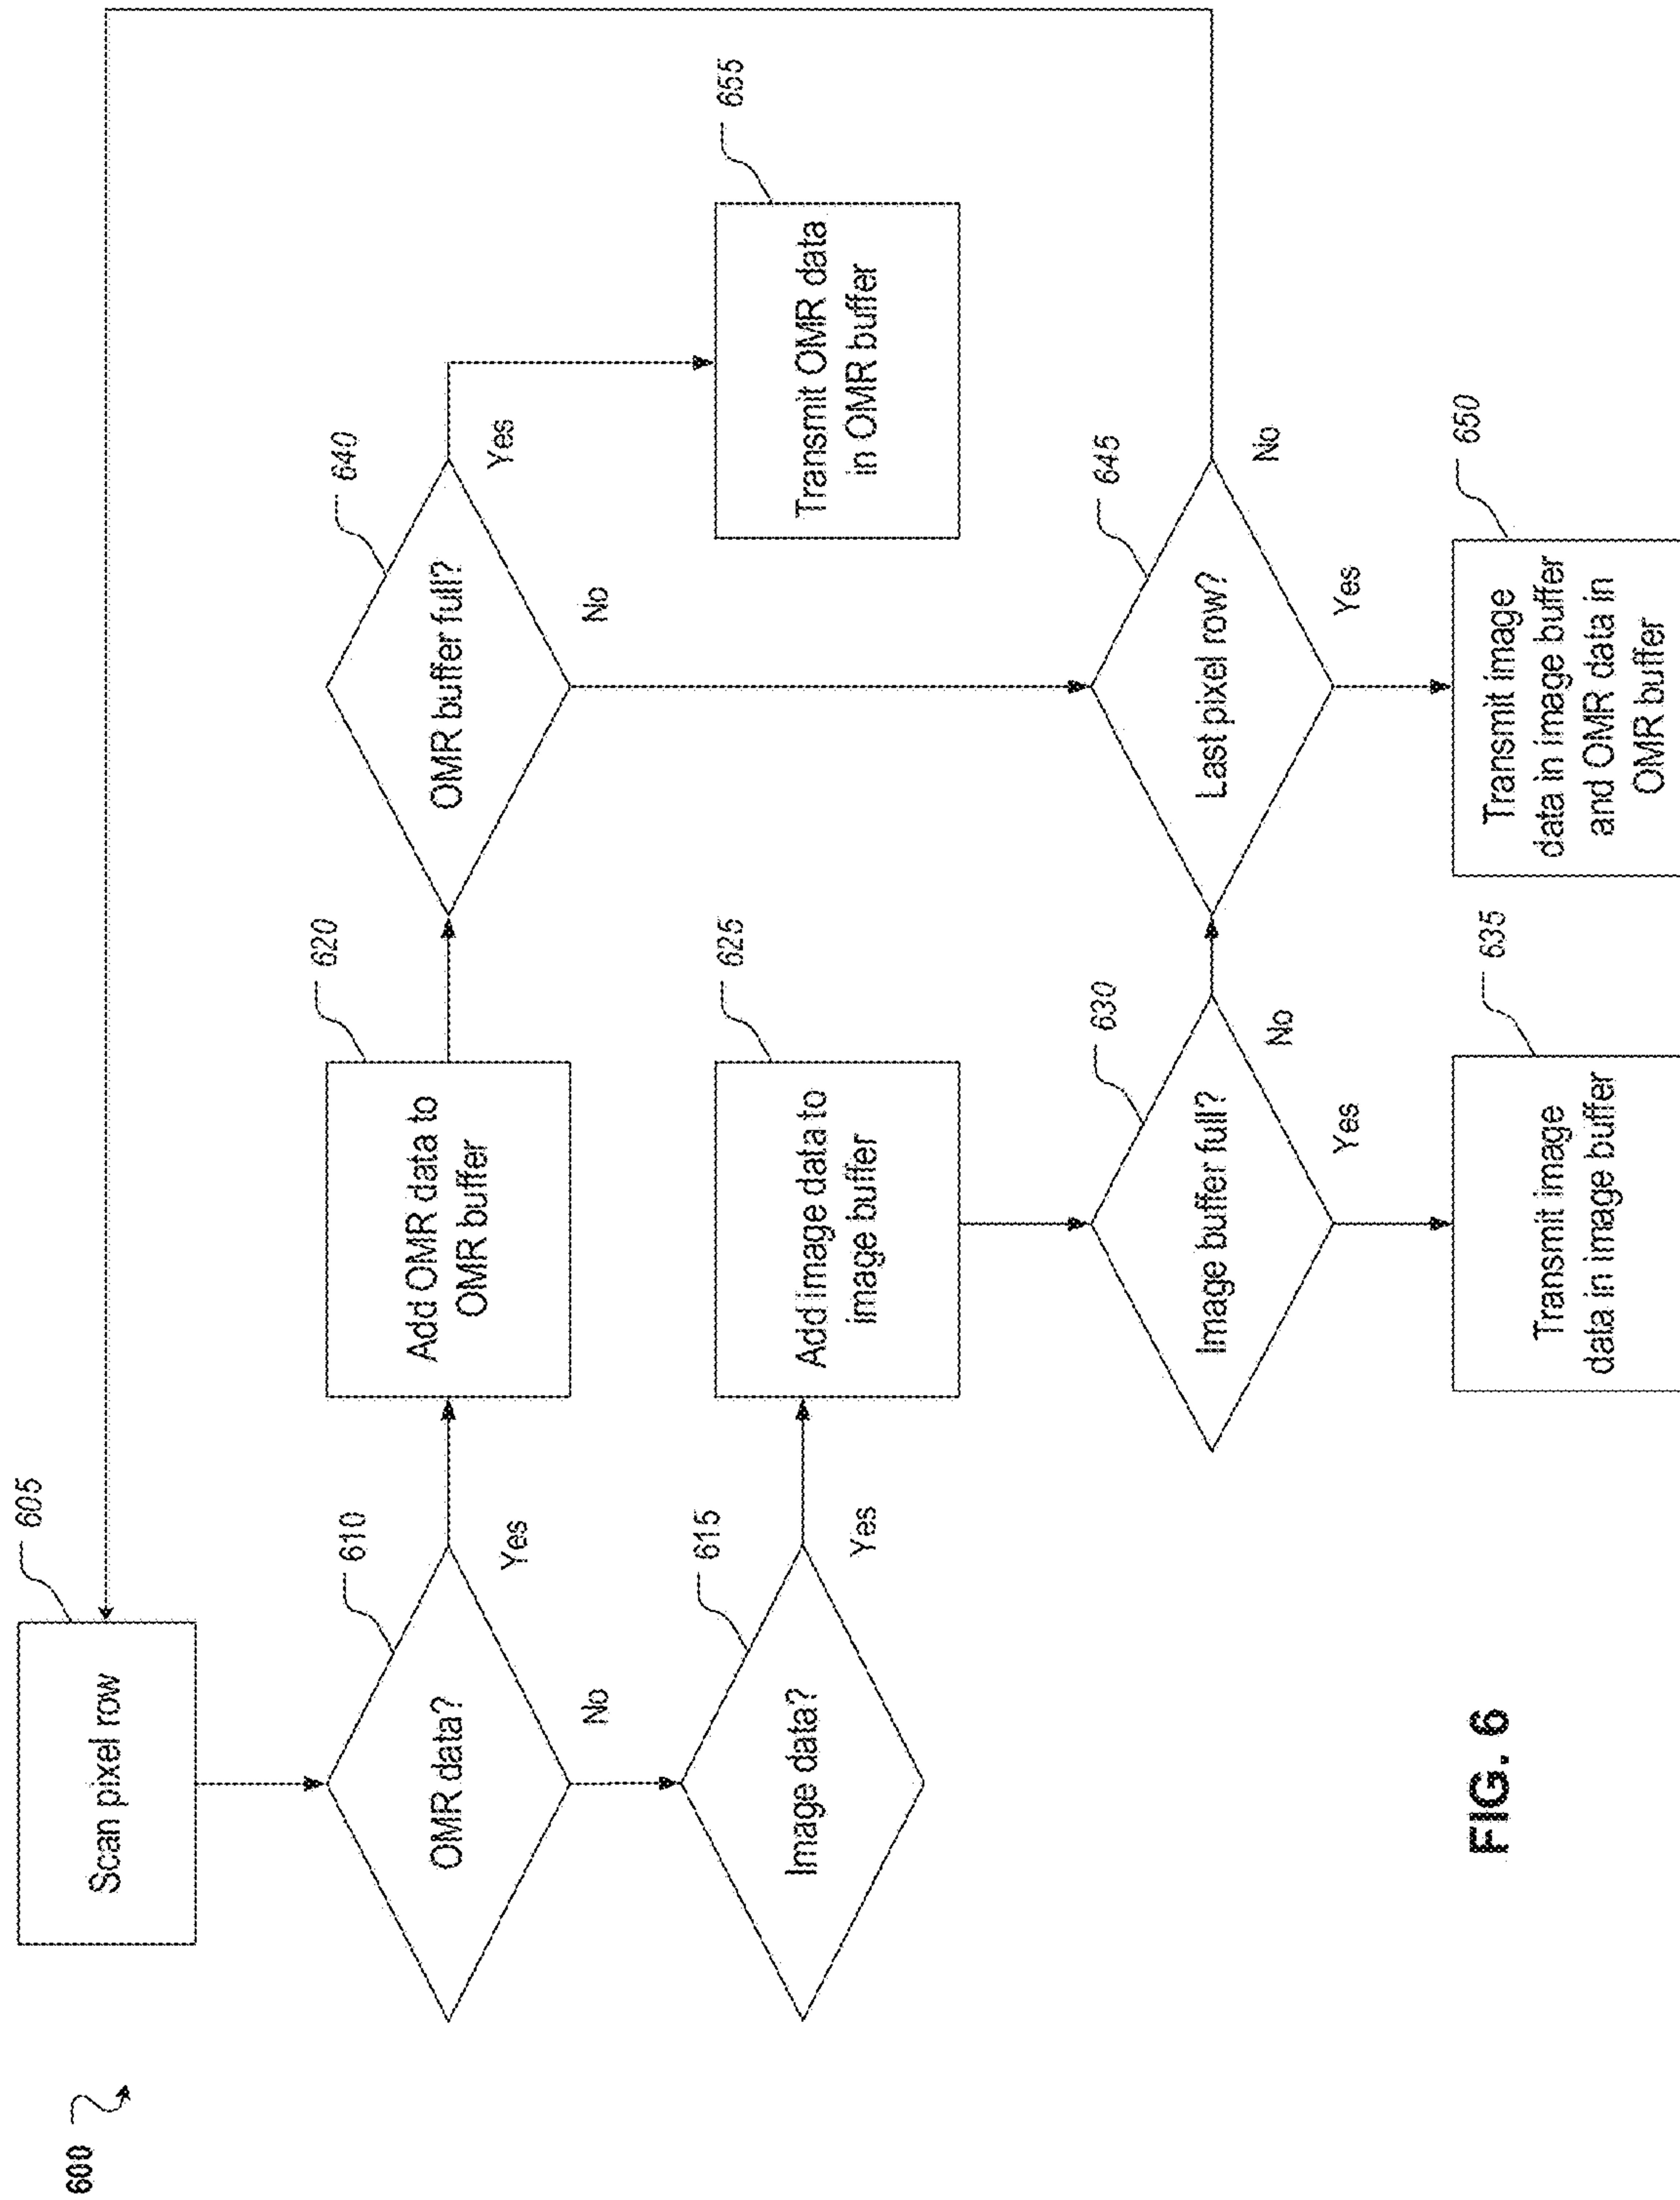 600
605
Scan pixel row
610
OMR data?
Yes
No
620
Add OMR data to
OMR buffer
640
OMR buffer full?
Yes
No
615
Image data?
Yes
625
Add image data to
image buffer
655
Transmit OMR data
in OMR buffer
630
Image buffer full?
No
Yes
645
Last pixel row?
No
Yes
635
Transmit image
data in image buffer
650
Transmit image
data in image buffer
and OMR data in
OMR buffer
FIG. 6